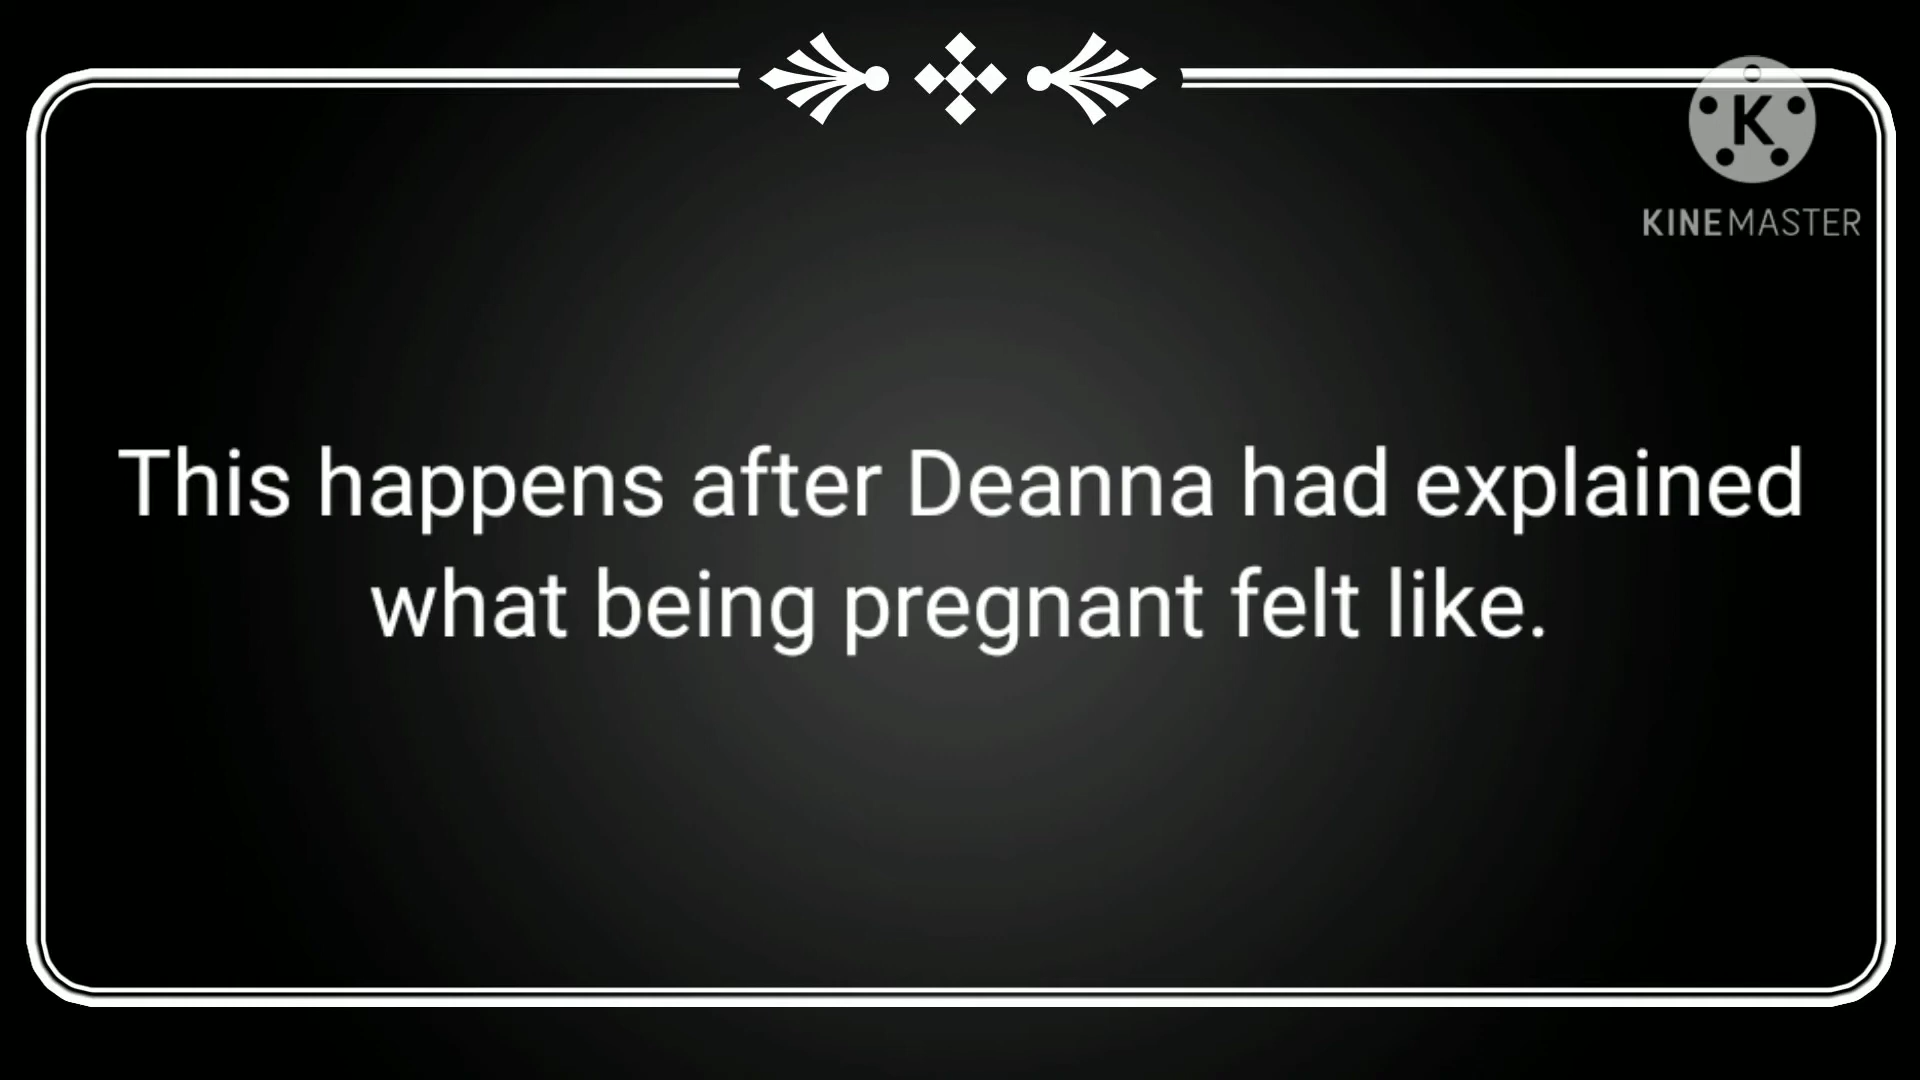 K
KINEMASTER
This happens after Deanna had explained
what being pregnant felt like.